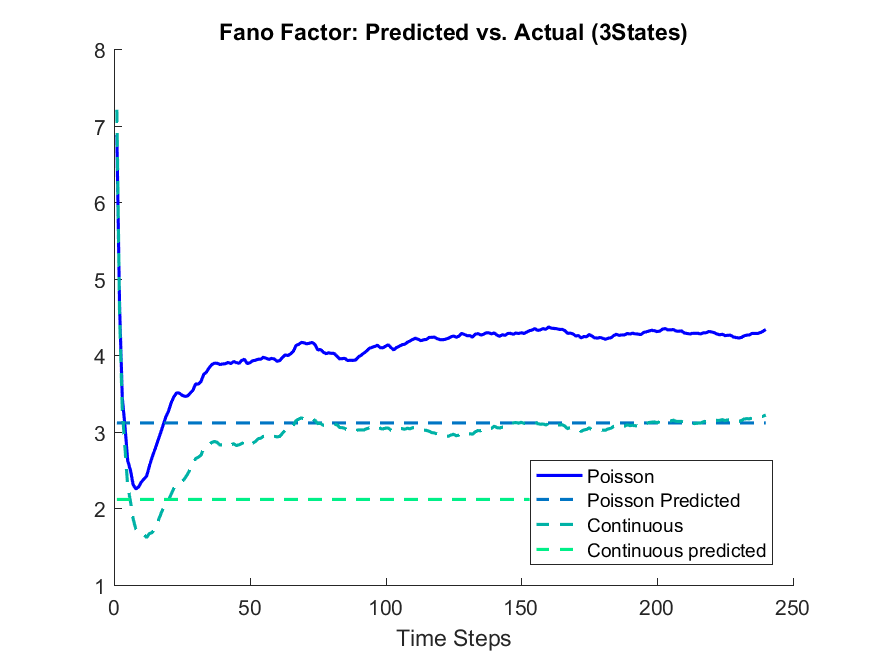 Fano Factor: Predicted vs. Actual (3States)
8
7
6
5
4
3
2
1
Poisson
Poisson Predicted
Continuous
Continuous predicted
0 50 100 150 200 250
Time Steps